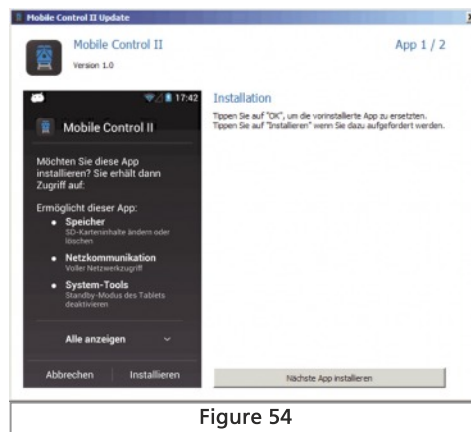 Mobile Control II Update
Mobile Control II
App 1 / 2
Version 1.0
17:42
Mobile Control II
Möchten Sie diese App
installieren? Sie erhält dann
Zugriff auf:
Ermöglicht dieser App:
Speicher
SD-Karteninhalte ändern oder
löschen
Netzkommunikation
Voller Netzwerkzugriff
System-Tools
Standby-Modus des Tablets
deaktivieren
Alle anzeigen
Abbrechen
Installieren
Installation
Tippen Sie auf "OK", um die vorinstallierte App zu ersetzen.
Tippen Sie auf "Installieren" wenn Sie dazu aufgefordert werden.
Nächste App installieren
Figure 54